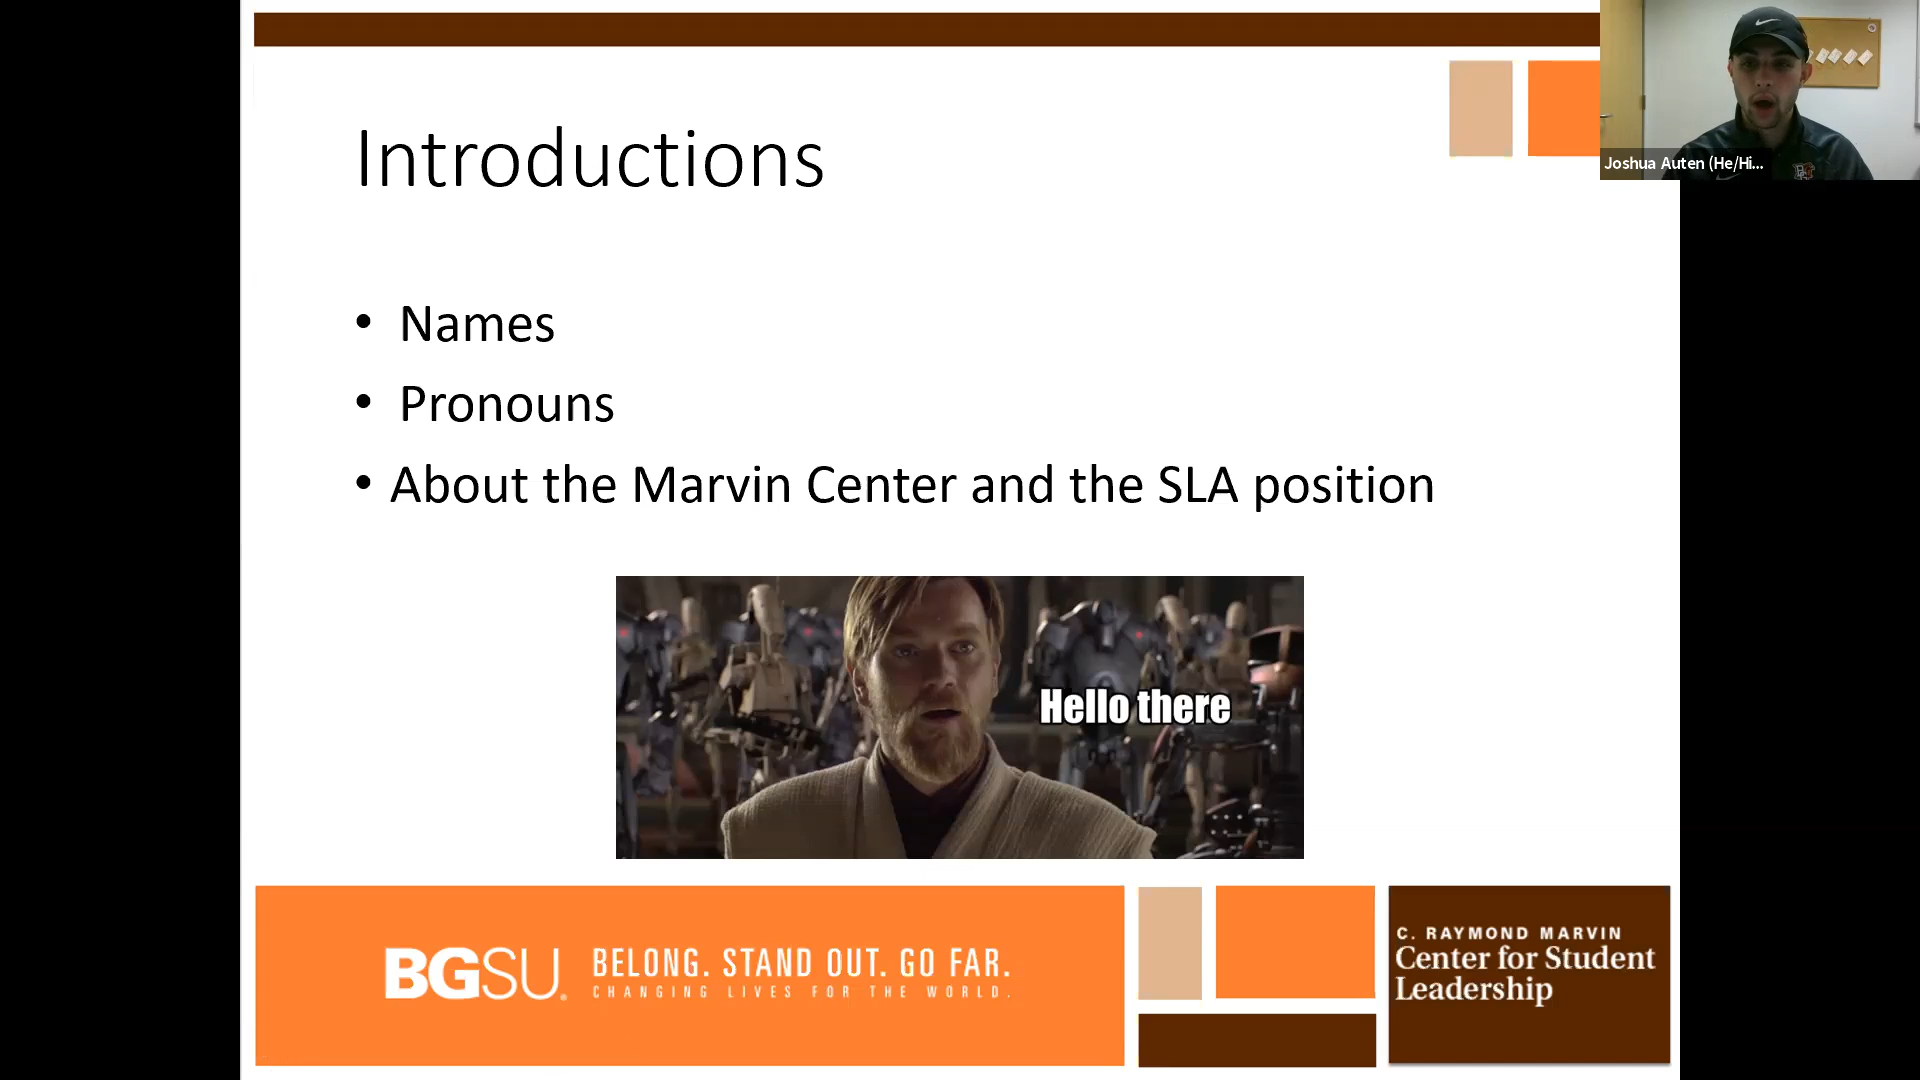 Introductions
Joshua Auten (He/Hi...
• Names
• Pronouns
• About the Marvin Center and the SLA position
Hello there
BGSU. BELONG. STAND OUT. GO FAR.
CHANGING LIVES FOR THE WORLD.
C. RAYMOND MARVIN
Center for Student
Leadership